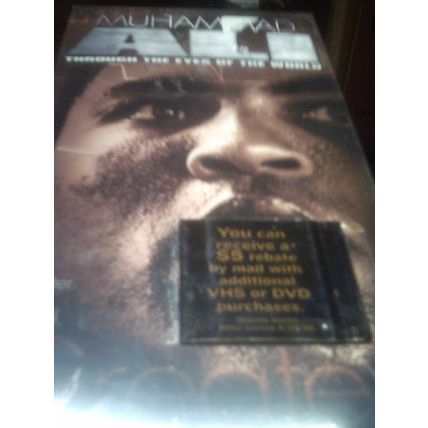 MUHAMMAD
ALI
THROUGH THE EYES OF THE WORLD
You can
receive a
$5 rebate
by mail with
additional
VHS or DVD
purchases.